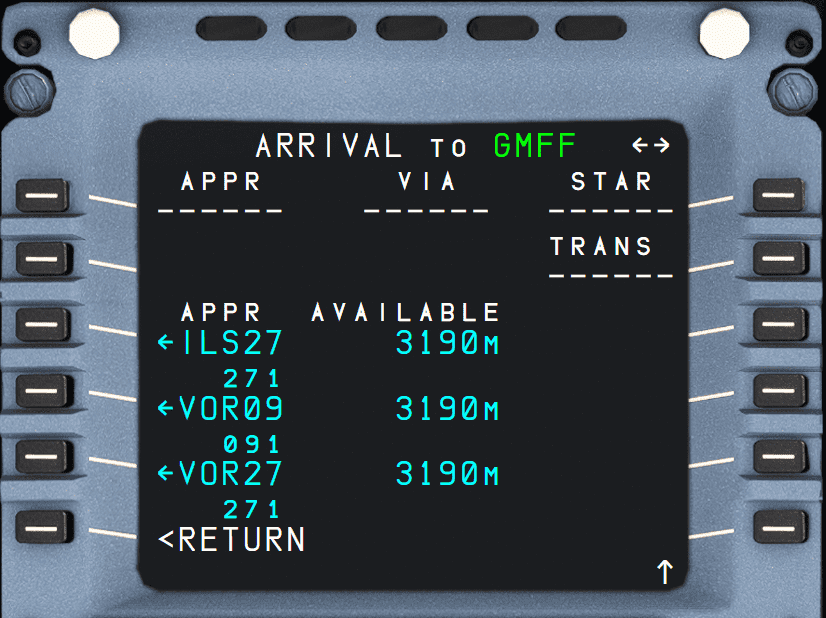 ARRIVAL TO GMFF ←→
APPR VIA STAR
------ ------ ------
TRANS
------
APPR AVAILABLE
←ILS27 3190M
271
←VOR09 3190M
091
←VOR27 3190M
271
<RETURN
↑